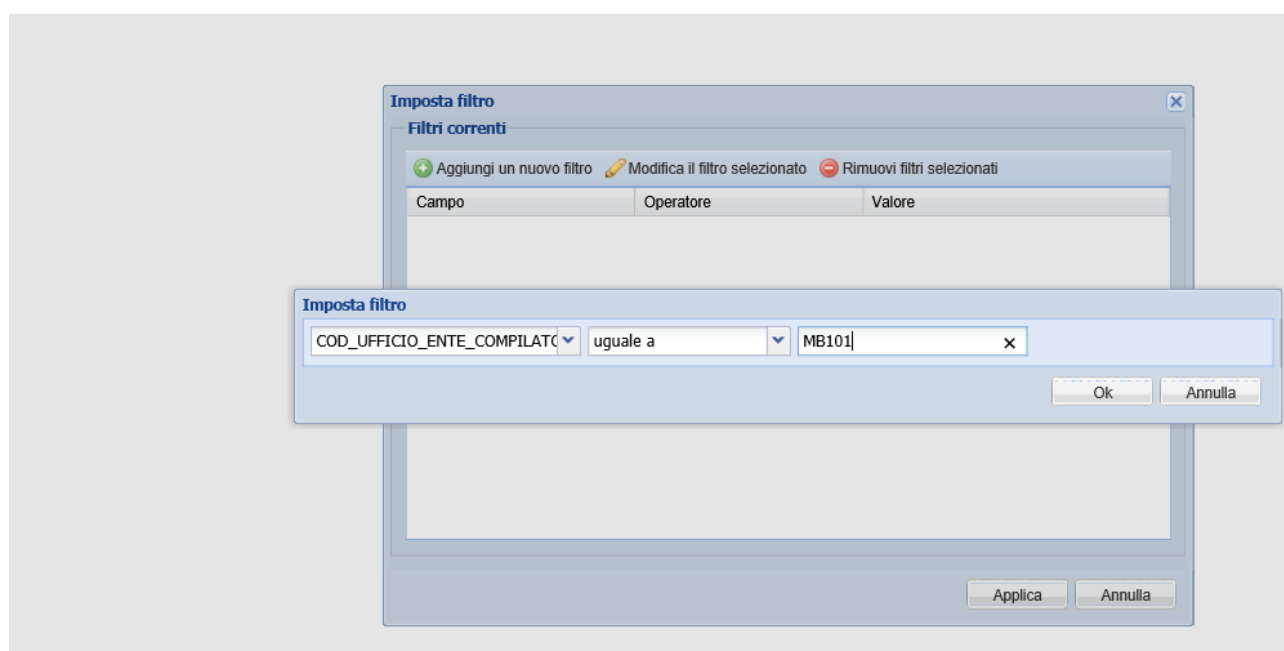 Imposta filtro
Filtri correnti
Aggiungi un nuovo filtro Modifica il filtro selezionato Rimuovi filtri selezionati
Campo Operatore Valore
Imposta filtro
COD_UFFICIO_ENTE_COMPILATO uguale a MB101
Ok Annulla
Applica Annulla